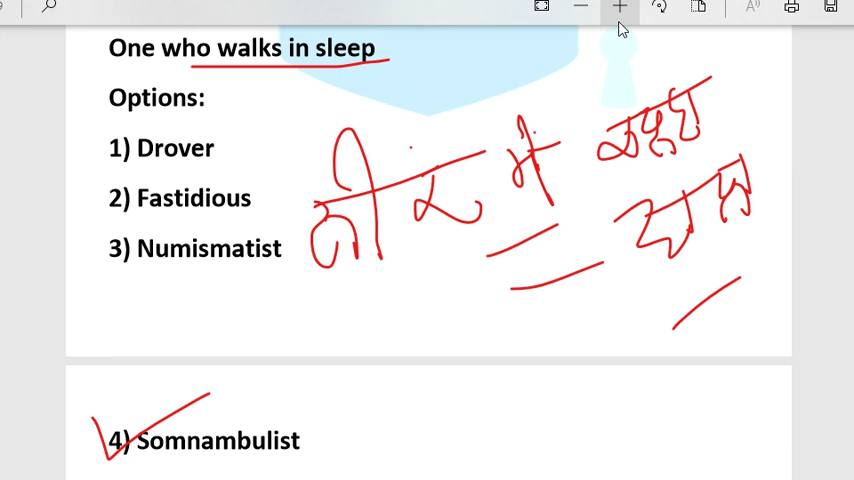 One who walks in sleep
Options:
1) Drover
2) Fastidious
3) Numismatist
नींद में
4) Somnambulist